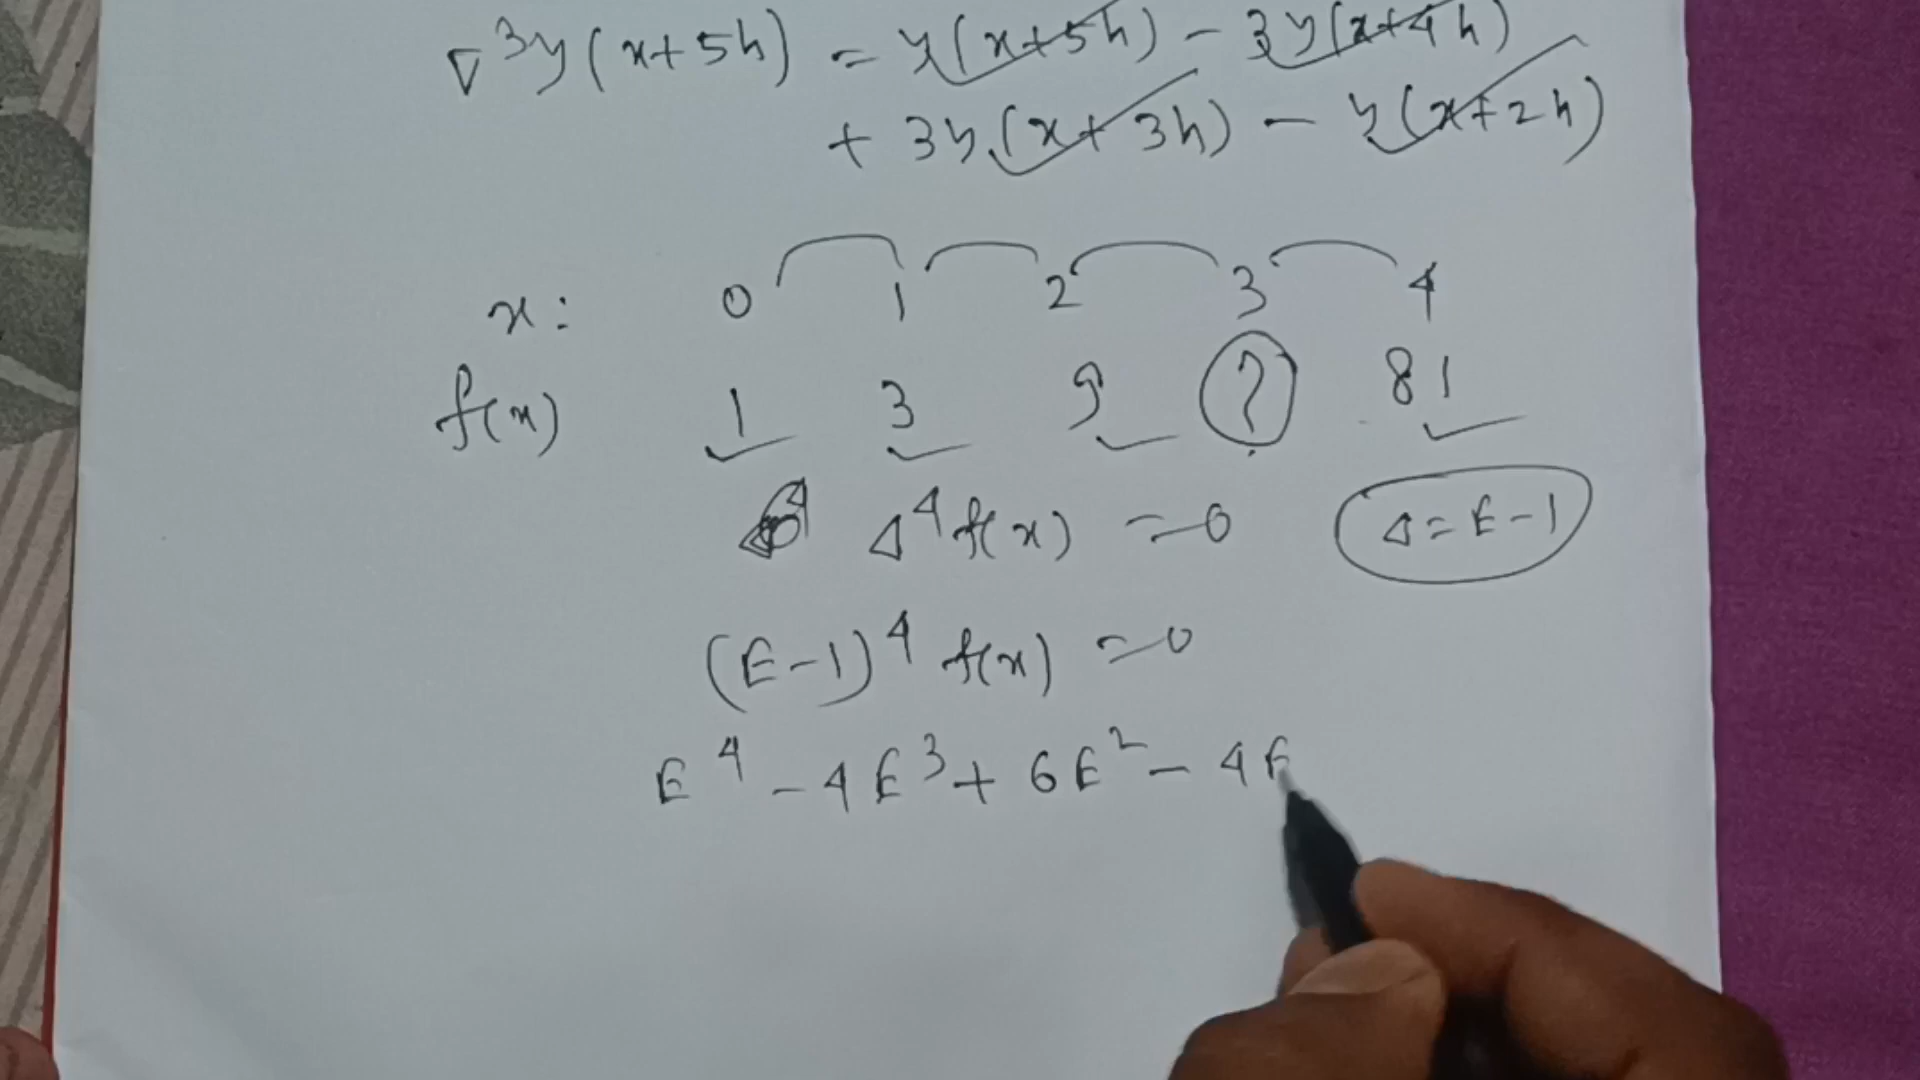 ∇³y(x+5h) = y(x+5h) - 3y(x+4h)
+ 3y(x+3h) - y(x+2h)
x: 0 1 2 3 4
f(x) 1 3 9 ? 81
Δ⁴f(x) = 0 Δ = E-1
(E-1)⁴ f(x) = 0
E⁴ - 4E³ + 6E² - 4E